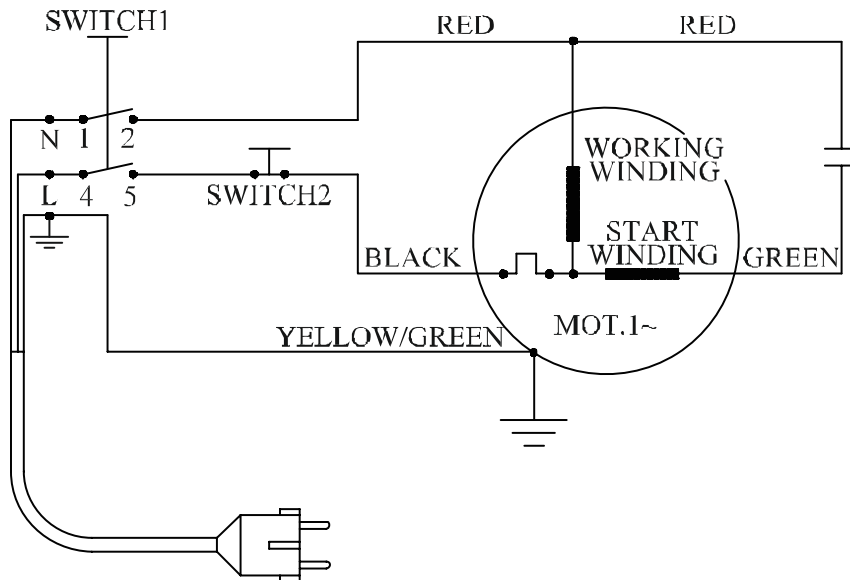 SWITCH1
RED RED
N 1 2
WORKING
WINDING
L 4 5 SWITCH2
START
WINDING
BLACK GREEN
MOT.1~
YELLOW/GREEN